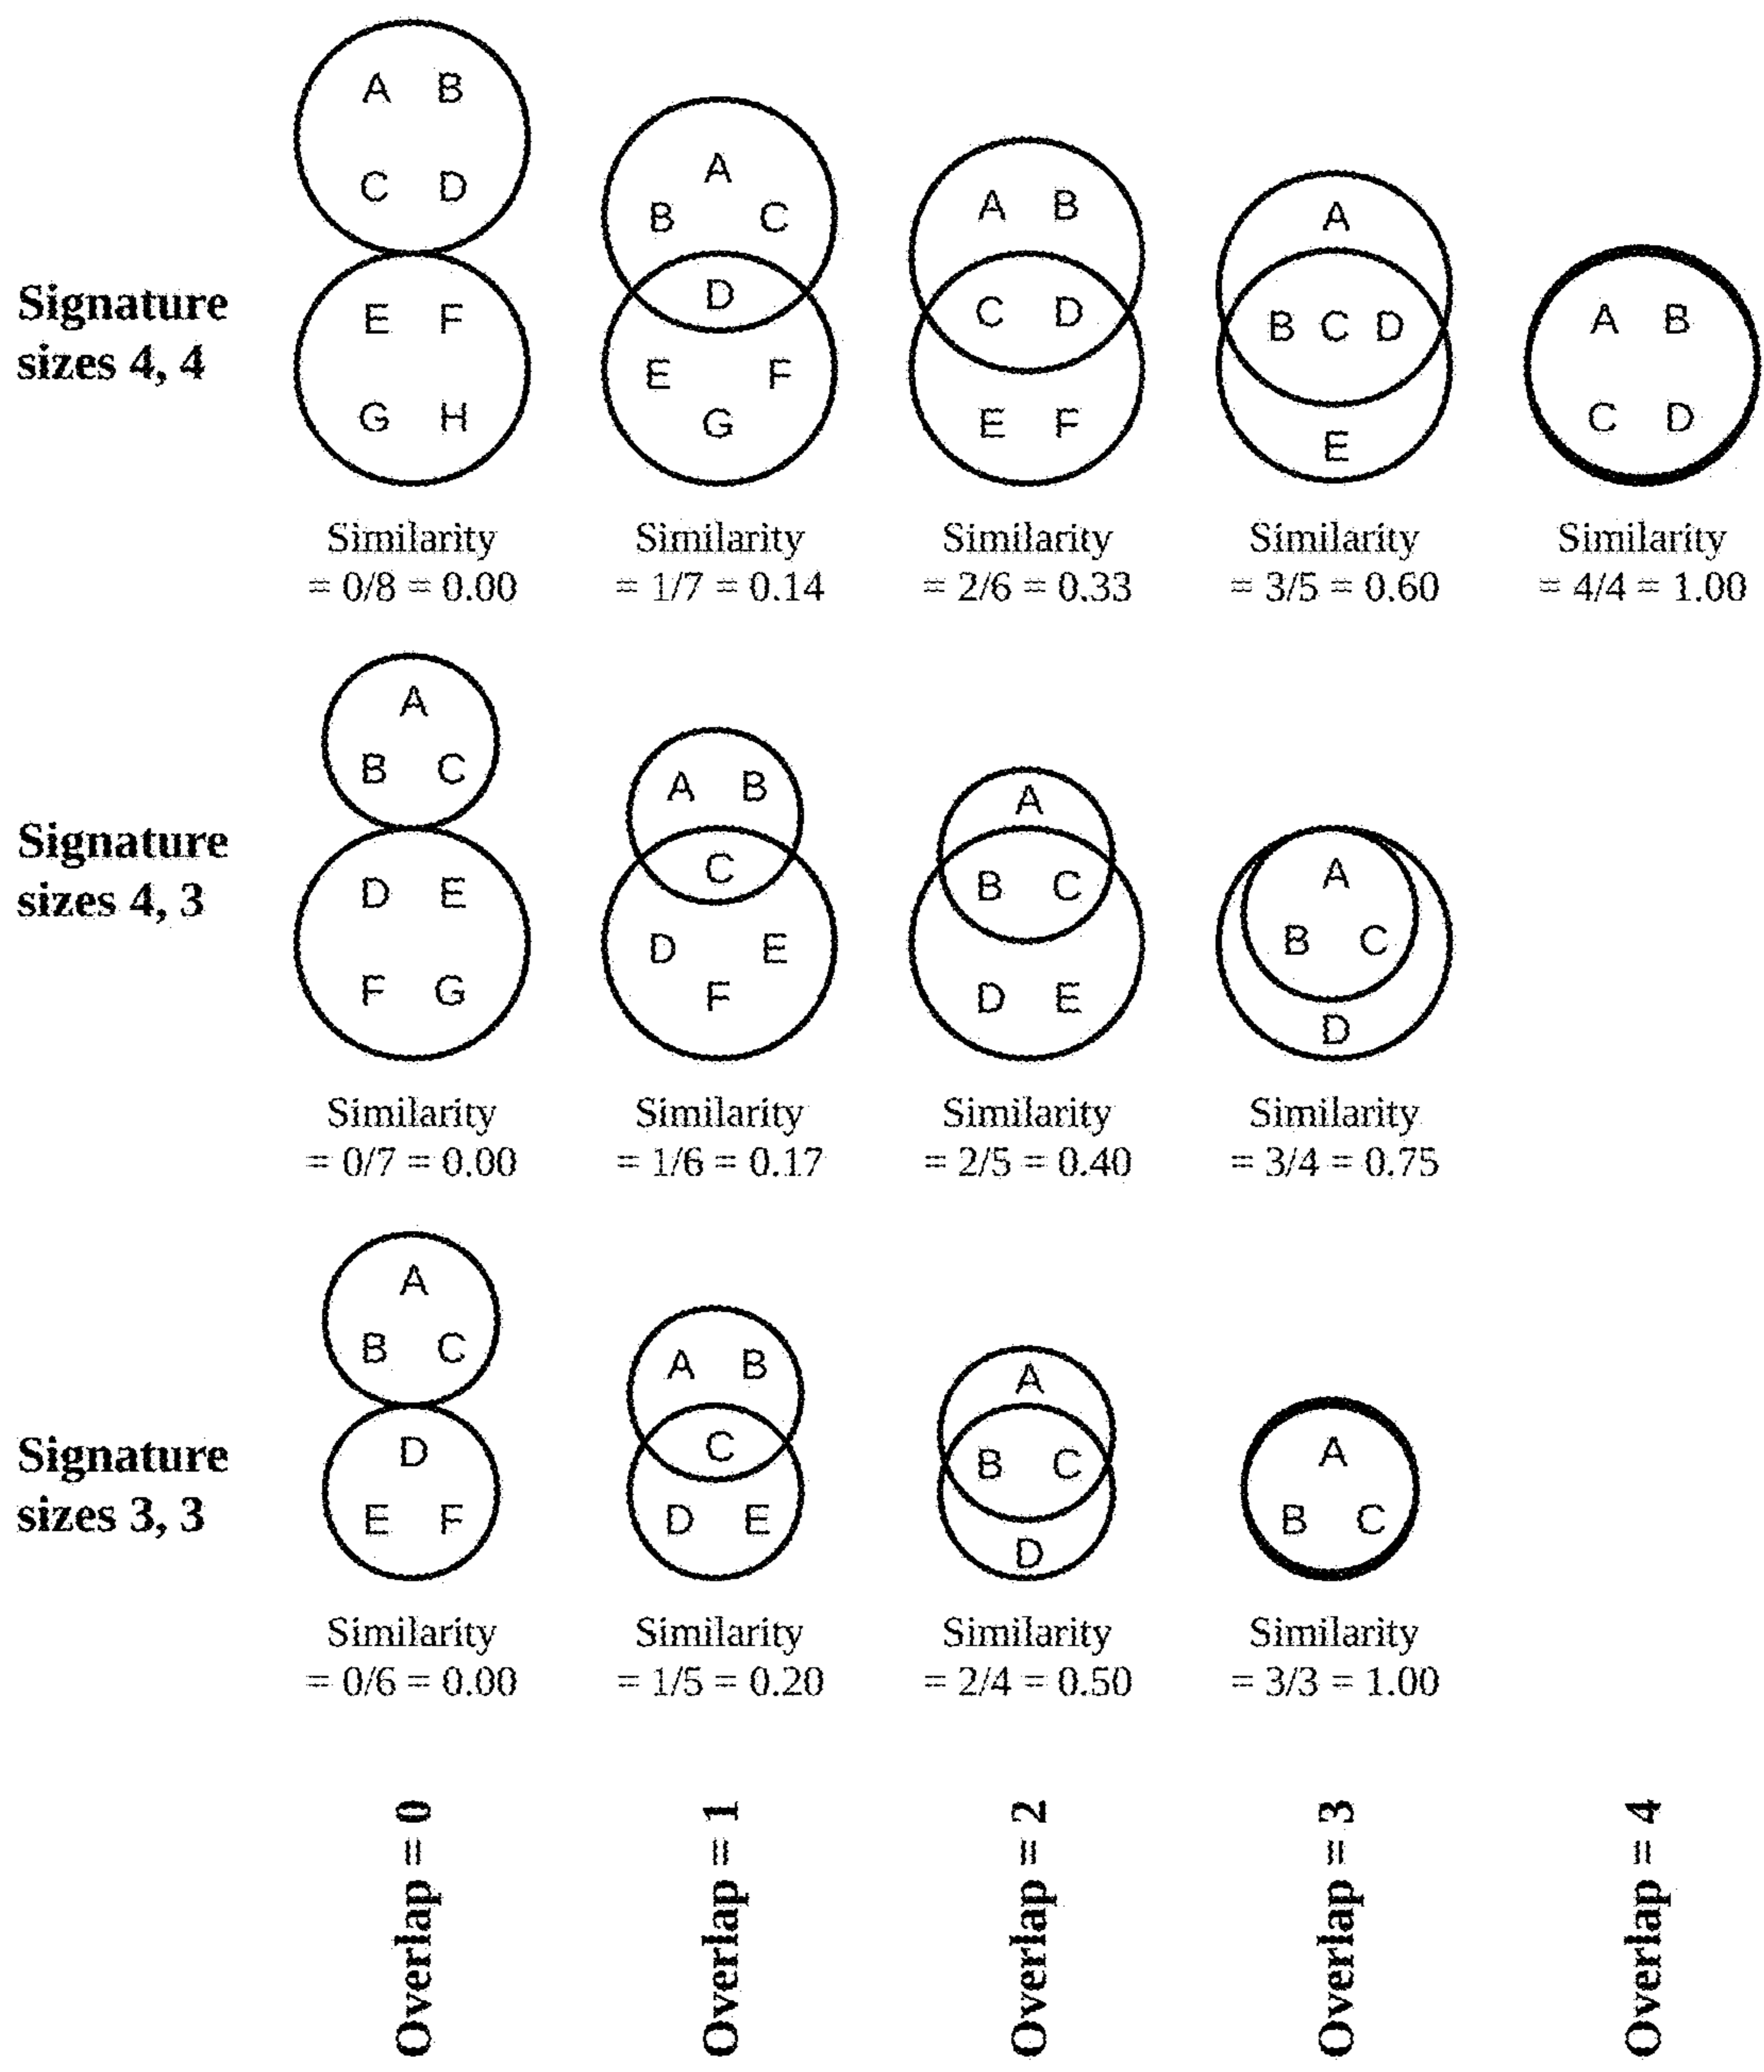 A B
C D
E F
G H
A
B C
D
E F
G
A B
C D
E F
A
B C D
E
A B
C D
Signature
sizes 4, 4
Similarity
= 0/8 = 0.00
Similarity
= 1/7 = 0.14
Similarity
= 2/6 = 0.33
Similarity
= 3/5 = 0.60
Similarity
= 4/4 = 1.00
A
B C
D E
F G
A B
C
D E
F
A
B C
D E
A
B C
D
Signature
sizes 4, 3
Similarity
= 0/7 = 0.00
Similarity
= 1/6 = 0.17
Similarity
= 2/5 = 0.40
Similarity
= 3/4 = 0.75
A
B C
D
E F
A B
C
D E
A
B C
D
A
B C
Signature
sizes 3, 3
Similarity
= 0/6 = 0.00
Similarity
= 1/5 = 0.20
Similarity
= 2/4 = 0.50
Similarity
= 3/3 = 1.00
Overlap = 0
Overlap = 1
Overlap = 2
Overlap = 3
Overlap = 4